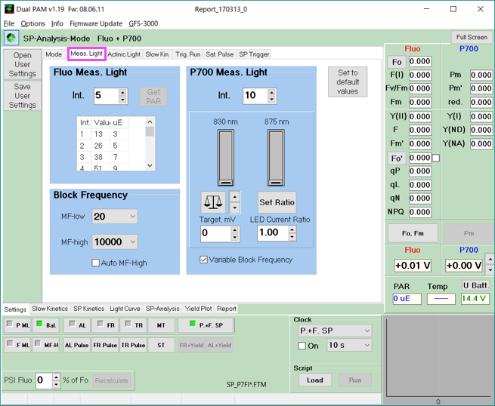 Dual PAM v1.19 Fw: 08.06.11 Report_170313_0
File Options Info Firmware Update GFS-3000
SP-Analysis-Mode Fluo + P700
Full Screen
Open User Settings
Save User Settings
Mode Meas. Light Actinic Light Slow Kin. Trig. Run Sat. Pulse SP Trigger
Fluo Meas. Light
Int. 5
Get PAR
Int. Valu uE
1 13 3
2 26 5
3 38 7
4 51 9
Block Frequency
MF-low 20
MF-high 10000
Auto MF-High
P700 Meas. Light
Int. 10
830 nm 875 nm
Set Ratio
Target, mV LED Current Ratio
0 1.00
Variable Block Frequency
Set to default values
Fluo P700
Fo 0.000
F(I) 0.000 Pm 0.000
Fv/Fm 0.000 Pm' 0.000
Fm 0.000 red. 0.000
Y(II) 0.000 Y(I) 0.000
F 0.000 Y(ND) 0.000
Fm' 0.000 Y(NA) 0.000
Fo' 0.000
qP 0.000
qL 0.000
qN 0.000
NPQ 0.000
Fo, Fm Pm
Fluo P700
+0.01 V +0.00 V
PAR Temp U Batt.
0 uE ---- 14.4 V
Settings Slow Kinetics SP Kinetics Light Curve SP-Analysis Yield Plot Report
P ML Bal. AL FR TR MT P.+F. SP
F ML MF-H AL Pulse FR Pulse TR Pulse ST FR+Yield AL+Yield
PSI Fluo 0 % of Fo Recalculate
SP_P7FI*.FTM
Clock
P.+F. SP
On 10 s
Script
Load Run
0